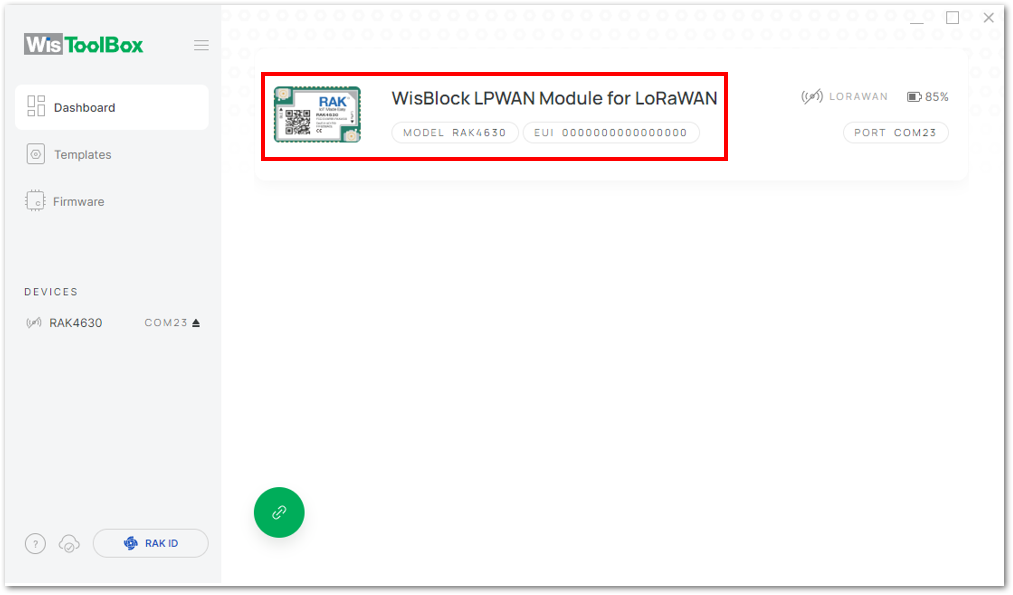 WisToolBox
Dashboard
Templates
Firmware
DEVICES
RAK4630 COM23
?
RAK ID
RAK
RAK4630
WisBlock LPWAN Module for LoRaWAN
MODEL RAK4630 EUI 0000000000000000
LORAWAN 85%
PORT COM23